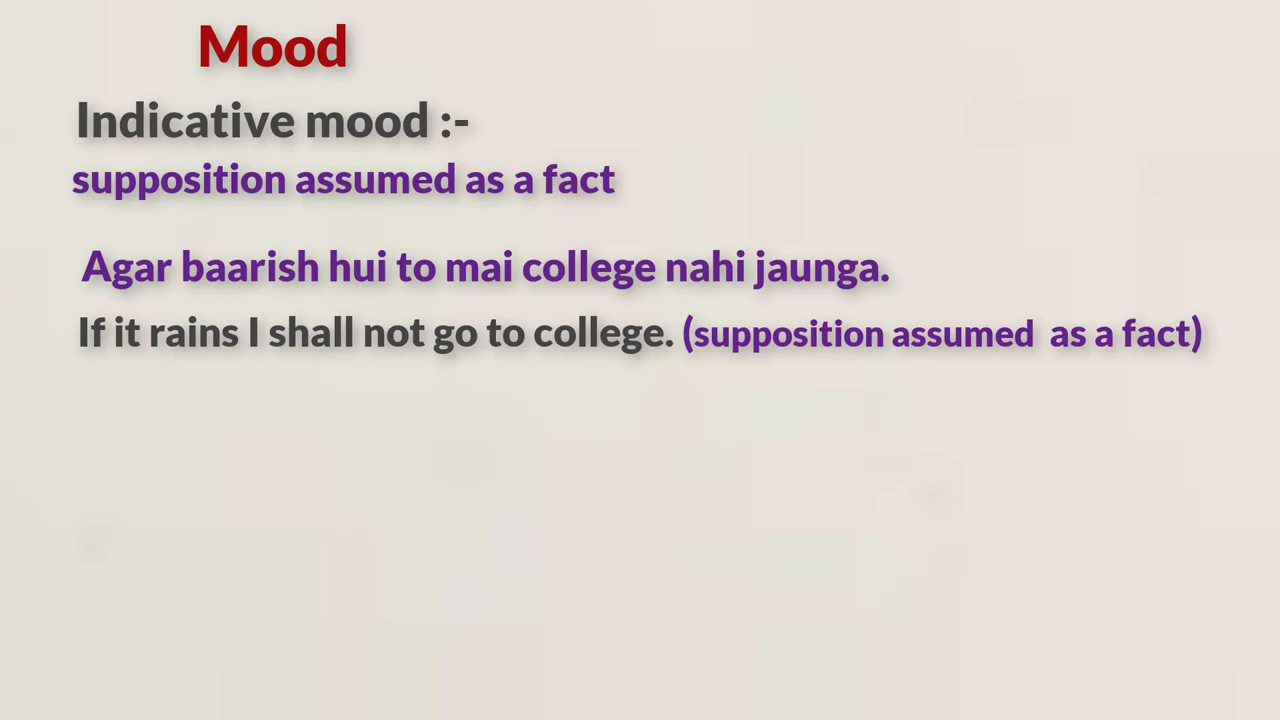 Mood
Indicative mood :-
supposition assumed as a fact
Agar baarish hui to mai college nahi jaunga.
If it rains I shall not go to college. (supposition assumed as a fact)